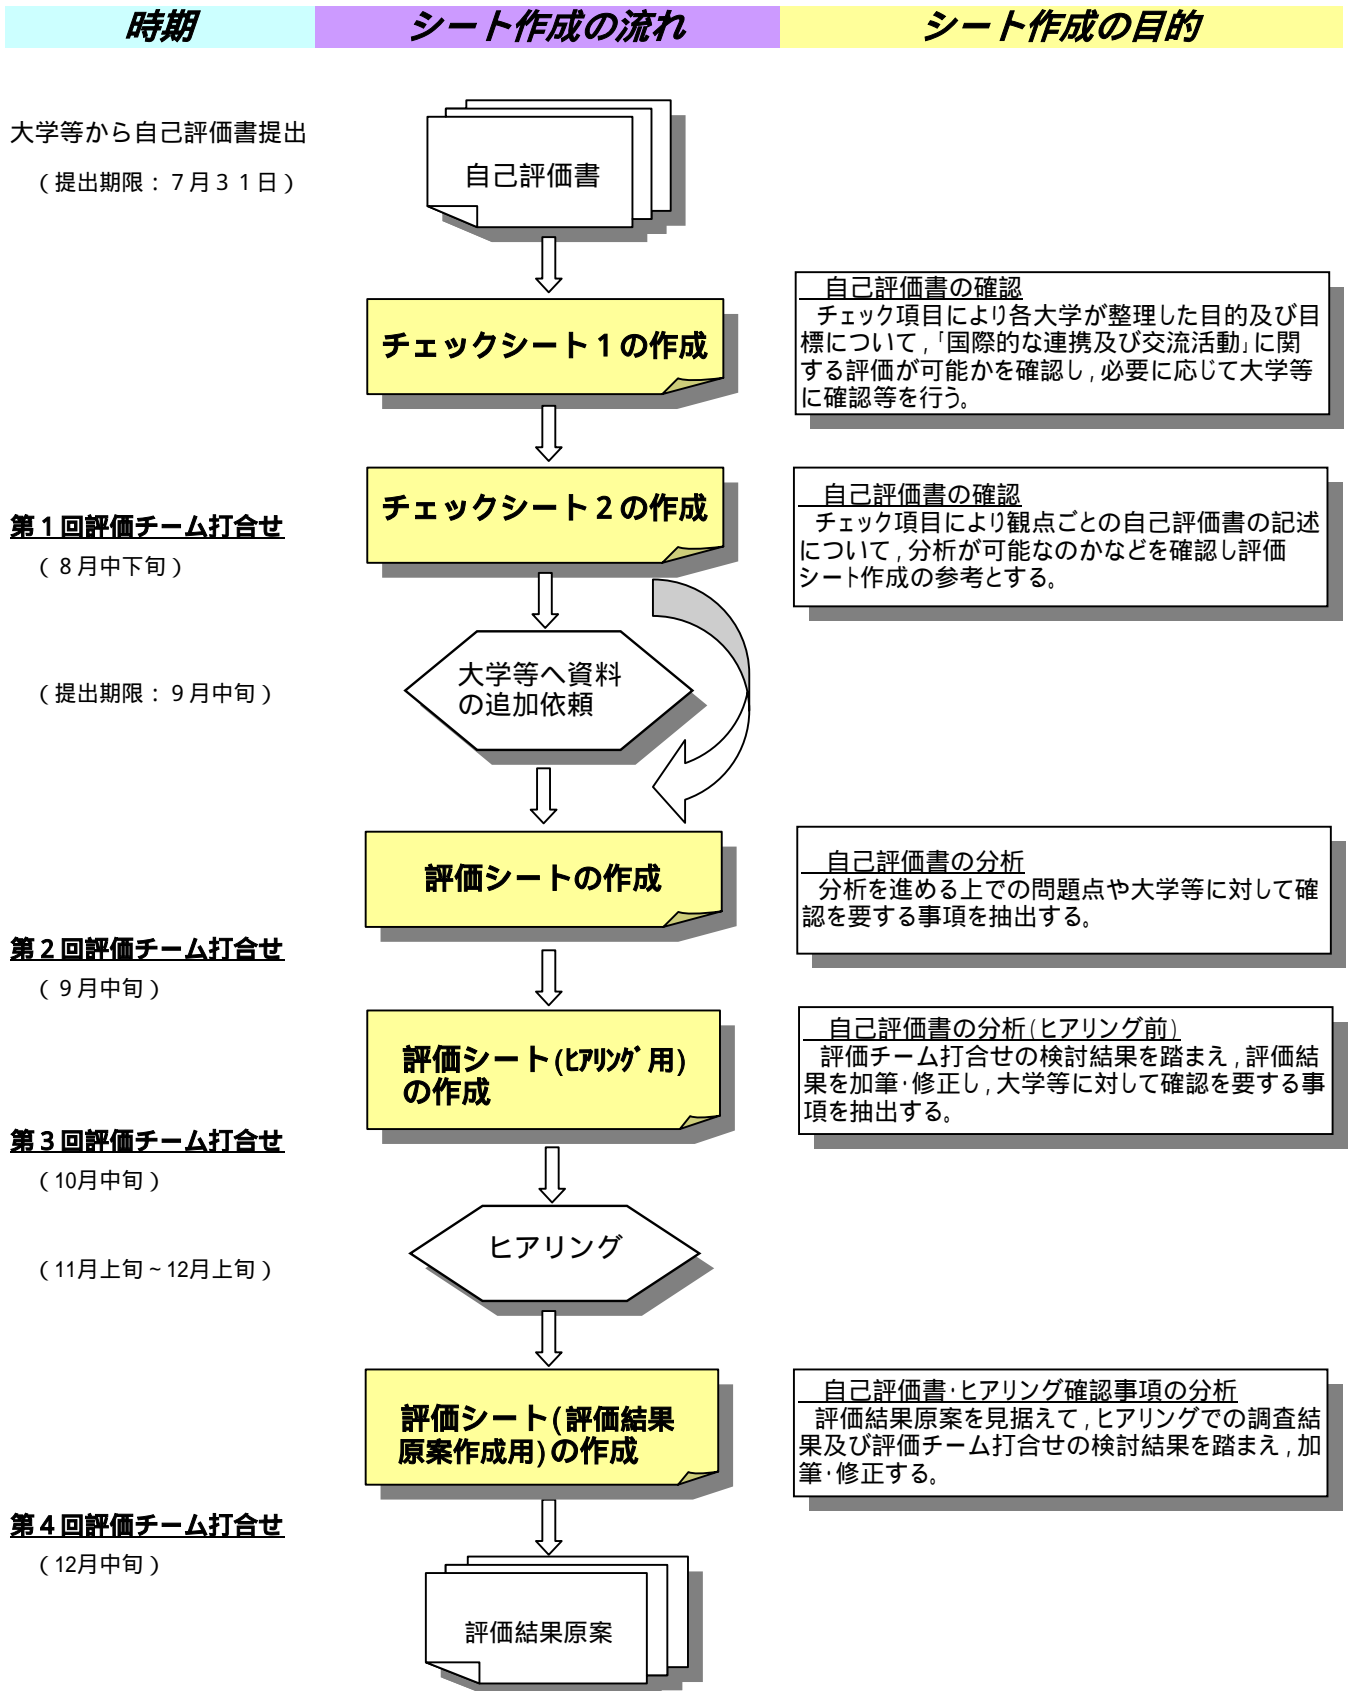 時期
シート作成の流れ
シート作成の目的
大学等から自己評価書提出
（提出期限：７月３１日）
自己評価書
チェックシート１の作成
自己評価書の確認
チェック項目により各大学が整理した目的及び目
標について，「国際的な連携及び交流活動」に関
する評価が可能かを確認し，必要に応じて大学等
に確認等を行う。
第１回評価チーム打合せ
（８月中下旬）
チェックシート２の作成
自己評価書の確認
チェック項目により観点ごとの自己評価書の記述
について，分析が可能なのかなどを確認し評価
シート作成の参考とする。
（提出期限：９月中旬）
大学等へ資料
の追加依頼
評価シートの作成
自己評価書の分析
分析を進める上での問題点や大学等に対して確
認を要する事項を抽出する。
第２回評価チーム打合せ
（９月中旬）
評価シート(ﾋｱﾘﾝｸﾞ用)
の作成
自己評価書の分析(ヒアリング前)
評価チーム打合せの検討結果を踏まえ，評価結
果を加筆・修正し，大学等に対して確認を要する事
項を抽出する。
第３回評価チーム打合せ
（10月中旬）
（11月上旬～12月上旬）
ヒアリング
評価シート(評価結果
原案作成用)の作成
自己評価書・ヒアリング確認事項の分析
評価結果原案を見据えて，ヒアリングでの調査結
果及び評価チーム打合せの検討結果を踏まえ，加
筆・修正する。
第４回評価チーム打合せ
（12月中旬）
評価結果原案